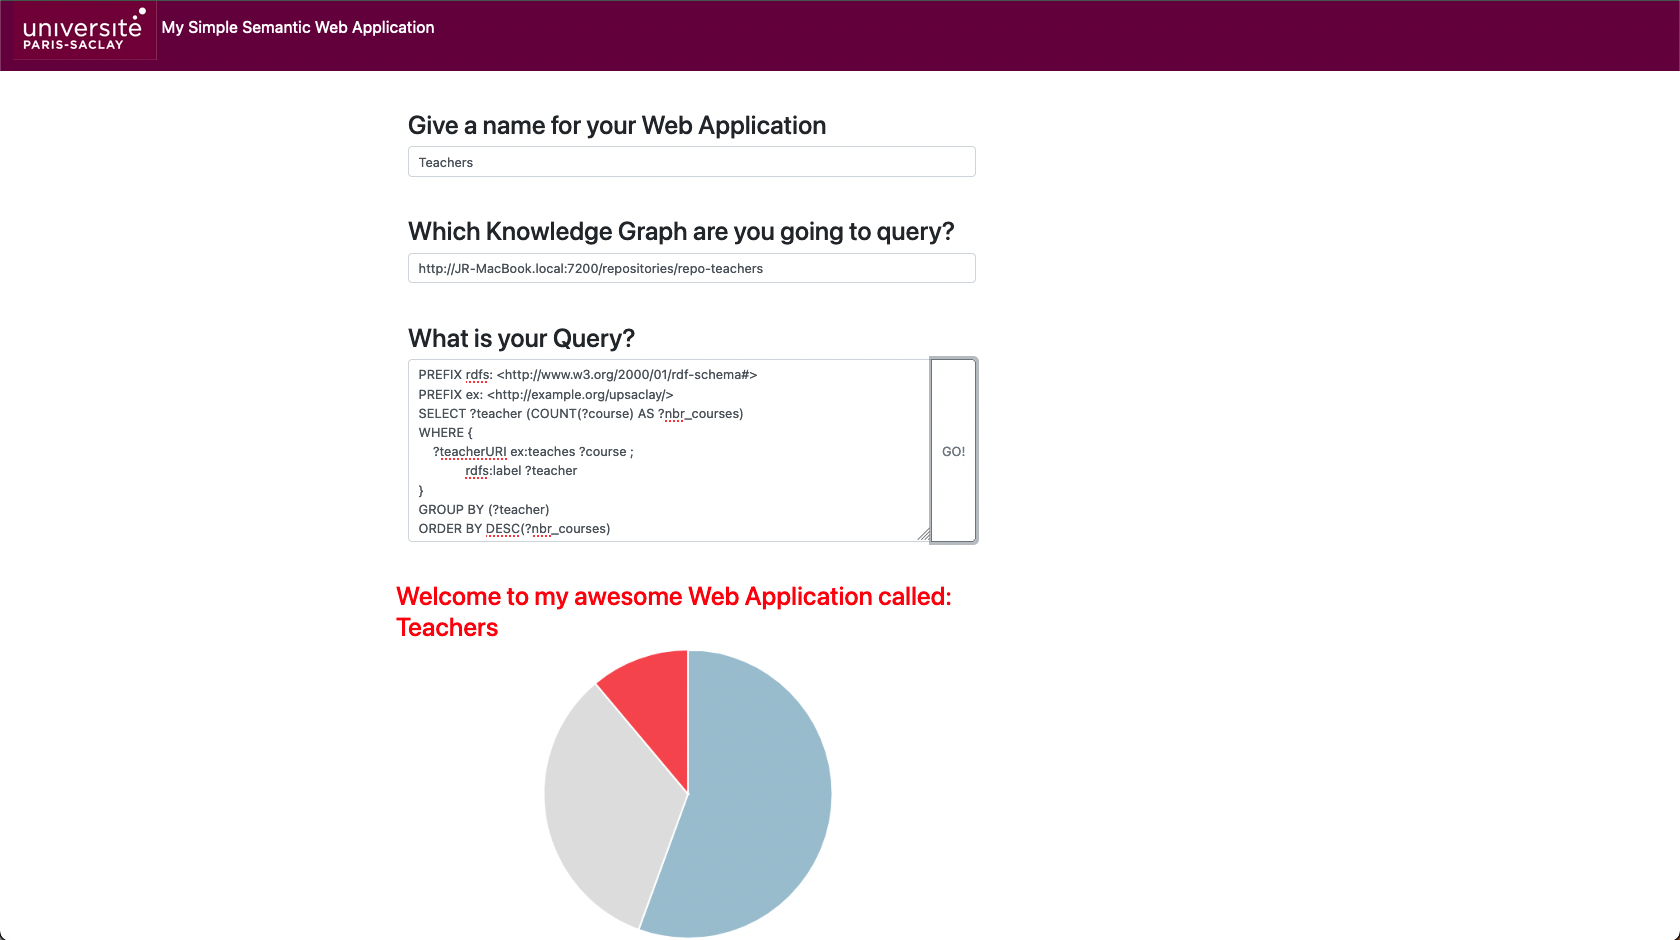 université
PARIS-SACLAY
My Simple Semantic Web Application
Give a name for your Web Application
Teachers
Which Knowledge Graph are you going to query?
http://JR-MacBook.local:7200/repositories/repo-teachers
What is your Query?
PREFIX rdfs: <http://www.w3.org/2000/01/rdf-schema#>
PREFIX ex: <http://example.org/upsaclay/>
SELECT ?teacher (COUNT(?course) AS ?nbr_courses)
WHERE {
?teacherURI ex:teaches ?course ;
rdfs:label ?teacher
}
GROUP BY (?teacher)
ORDER BY DESC(?nbr_courses)
GO!
Welcome to my awesome Web Application called:
Teachers